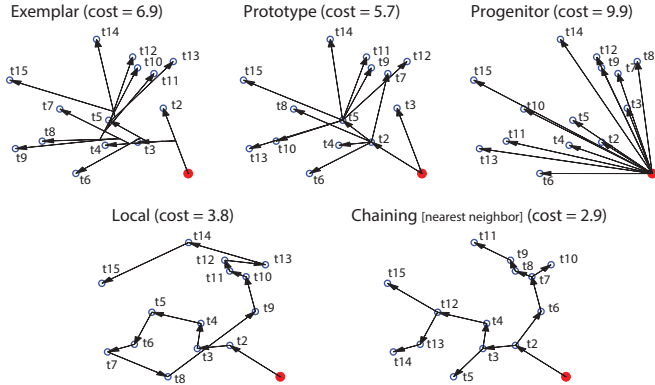 Exemplar (cost = 6.9)
t14
t12
t13
t10
t11
t15
t7
t2
t5
t8
t4
t3
t9
t6
Prototype (cost = 5.7)
t14
t11
t12
t9
t7
t15
t8
t3
t5
t4
t2
t13
t10
t6
Progenitor (cost = 9.9)
t14
t12
t8
t9
t7
t15
t10
t3
t5
t11
t4
t2
t13
t6
Local (cost = 3.8)
t14
t12
t13
t11
t10
t15
t5
t9
t4
t6
t3
t2
t7
t8
Chaining [nearest neighbor] (cost = 2.9)
t11
t9
t10
t8
t7
t15
t12
t6
t4
t13
t2
t3
t14
t5